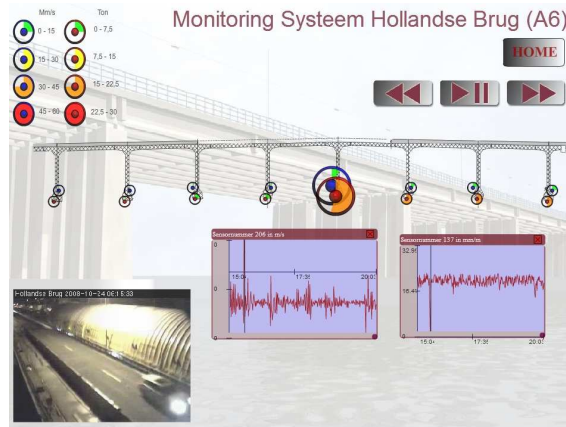 Monitoring Systeem Hollandse Brug (A6)
Mm/s Ton
0 - 15 0 - 7,5
15 - 30 7,5 - 15
30 - 45 15 - 22,5
45 - 60 22,5 - 30
HOME
Sensornummer 206 in m/s
0
0
0
15:0 17:3 20:0
Sensornummer 137 in mm/m
32.9
16.4
0
15:0 17:3 20:0
Hollandse Brug 2008-10-24 06:15:33